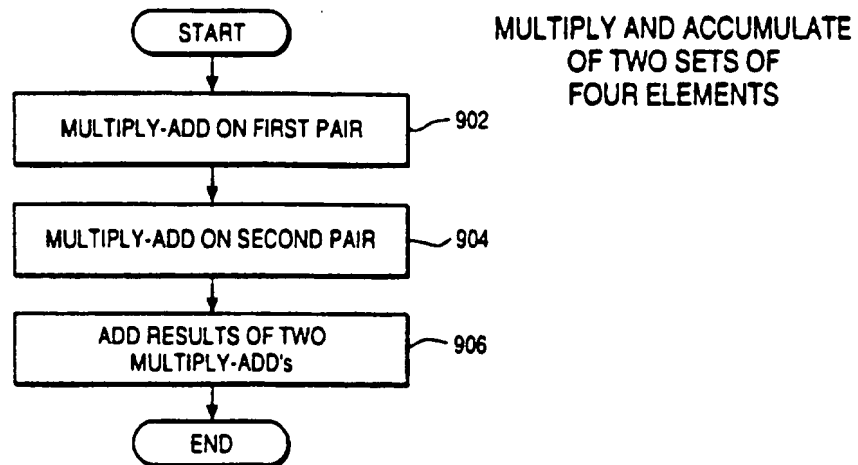 START
MULTIPLY AND ACCUMULATE
OF TWO SETS OF
FOUR ELEMENTS
MULTIPLY-ADD ON FIRST PAIR
902
MULTIPLY-ADD ON SECOND PAIR
904
ADD RESULTS OF TWO
MULTIPLY-ADD's
906
END